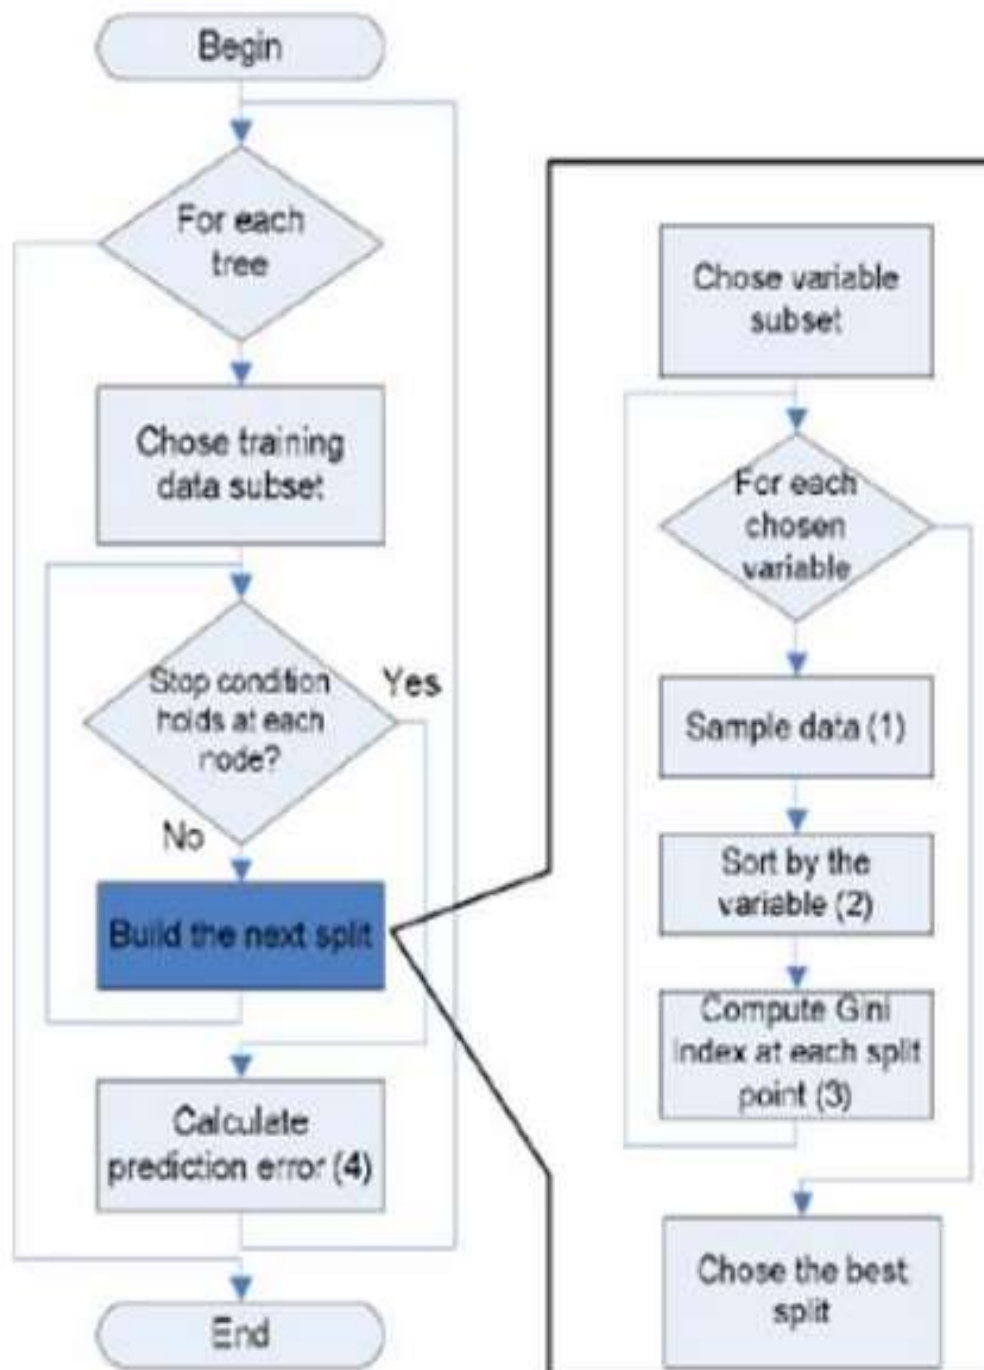 Begin
For each
tree
Chose training
data subset
Stop condition
holds at each
node?
Yes
No
Build the next split
Calculate
prediction error (4)
End
Chose variable
subset
For each
chosen
variable
Sample data (1)
Sort by the
variable (2)
Compute Gini
index at each split
point (3)
Chose the best
split